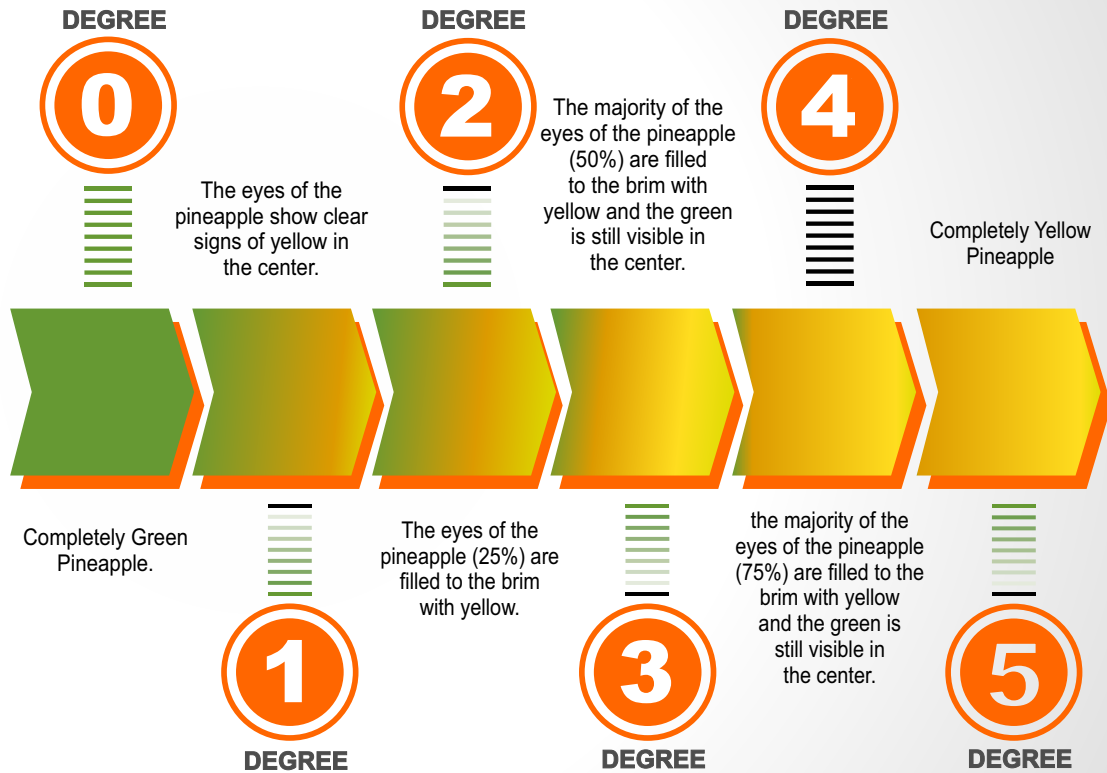 DEGREE
0
Completely Green
Pineapple.
The eyes of the
pineapple show clear
signs of yellow in
the center.
1
DEGREE
DEGREE
2
The eyes of the
pineapple (25%) are
filled to the brim
with yellow.
The majority of the
eyes of the pineapple
(50%) are filled
to the brim with
yellow and the green
is still visible in
the center.
3
DEGREE
DEGREE
4
the majority of the
eyes of the pineapple
(75%) are filled to the
brim with yellow
and the green is
still visible in
the center.
Completely Yellow
Pineapple
5
DEGREE